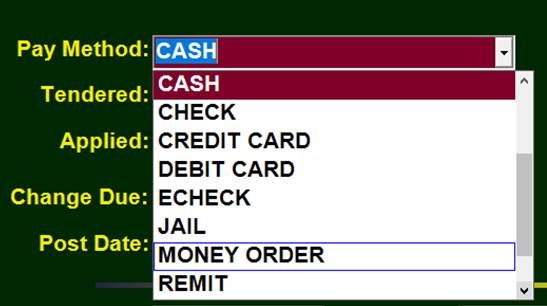 Pay Method: CASH
CASH
Tendered:
CHECK
Applied:
CREDIT CARD
DEBIT CARD
Change Due:
ECHECK
JAIL
Post Date:
MONEY ORDER
REMIT